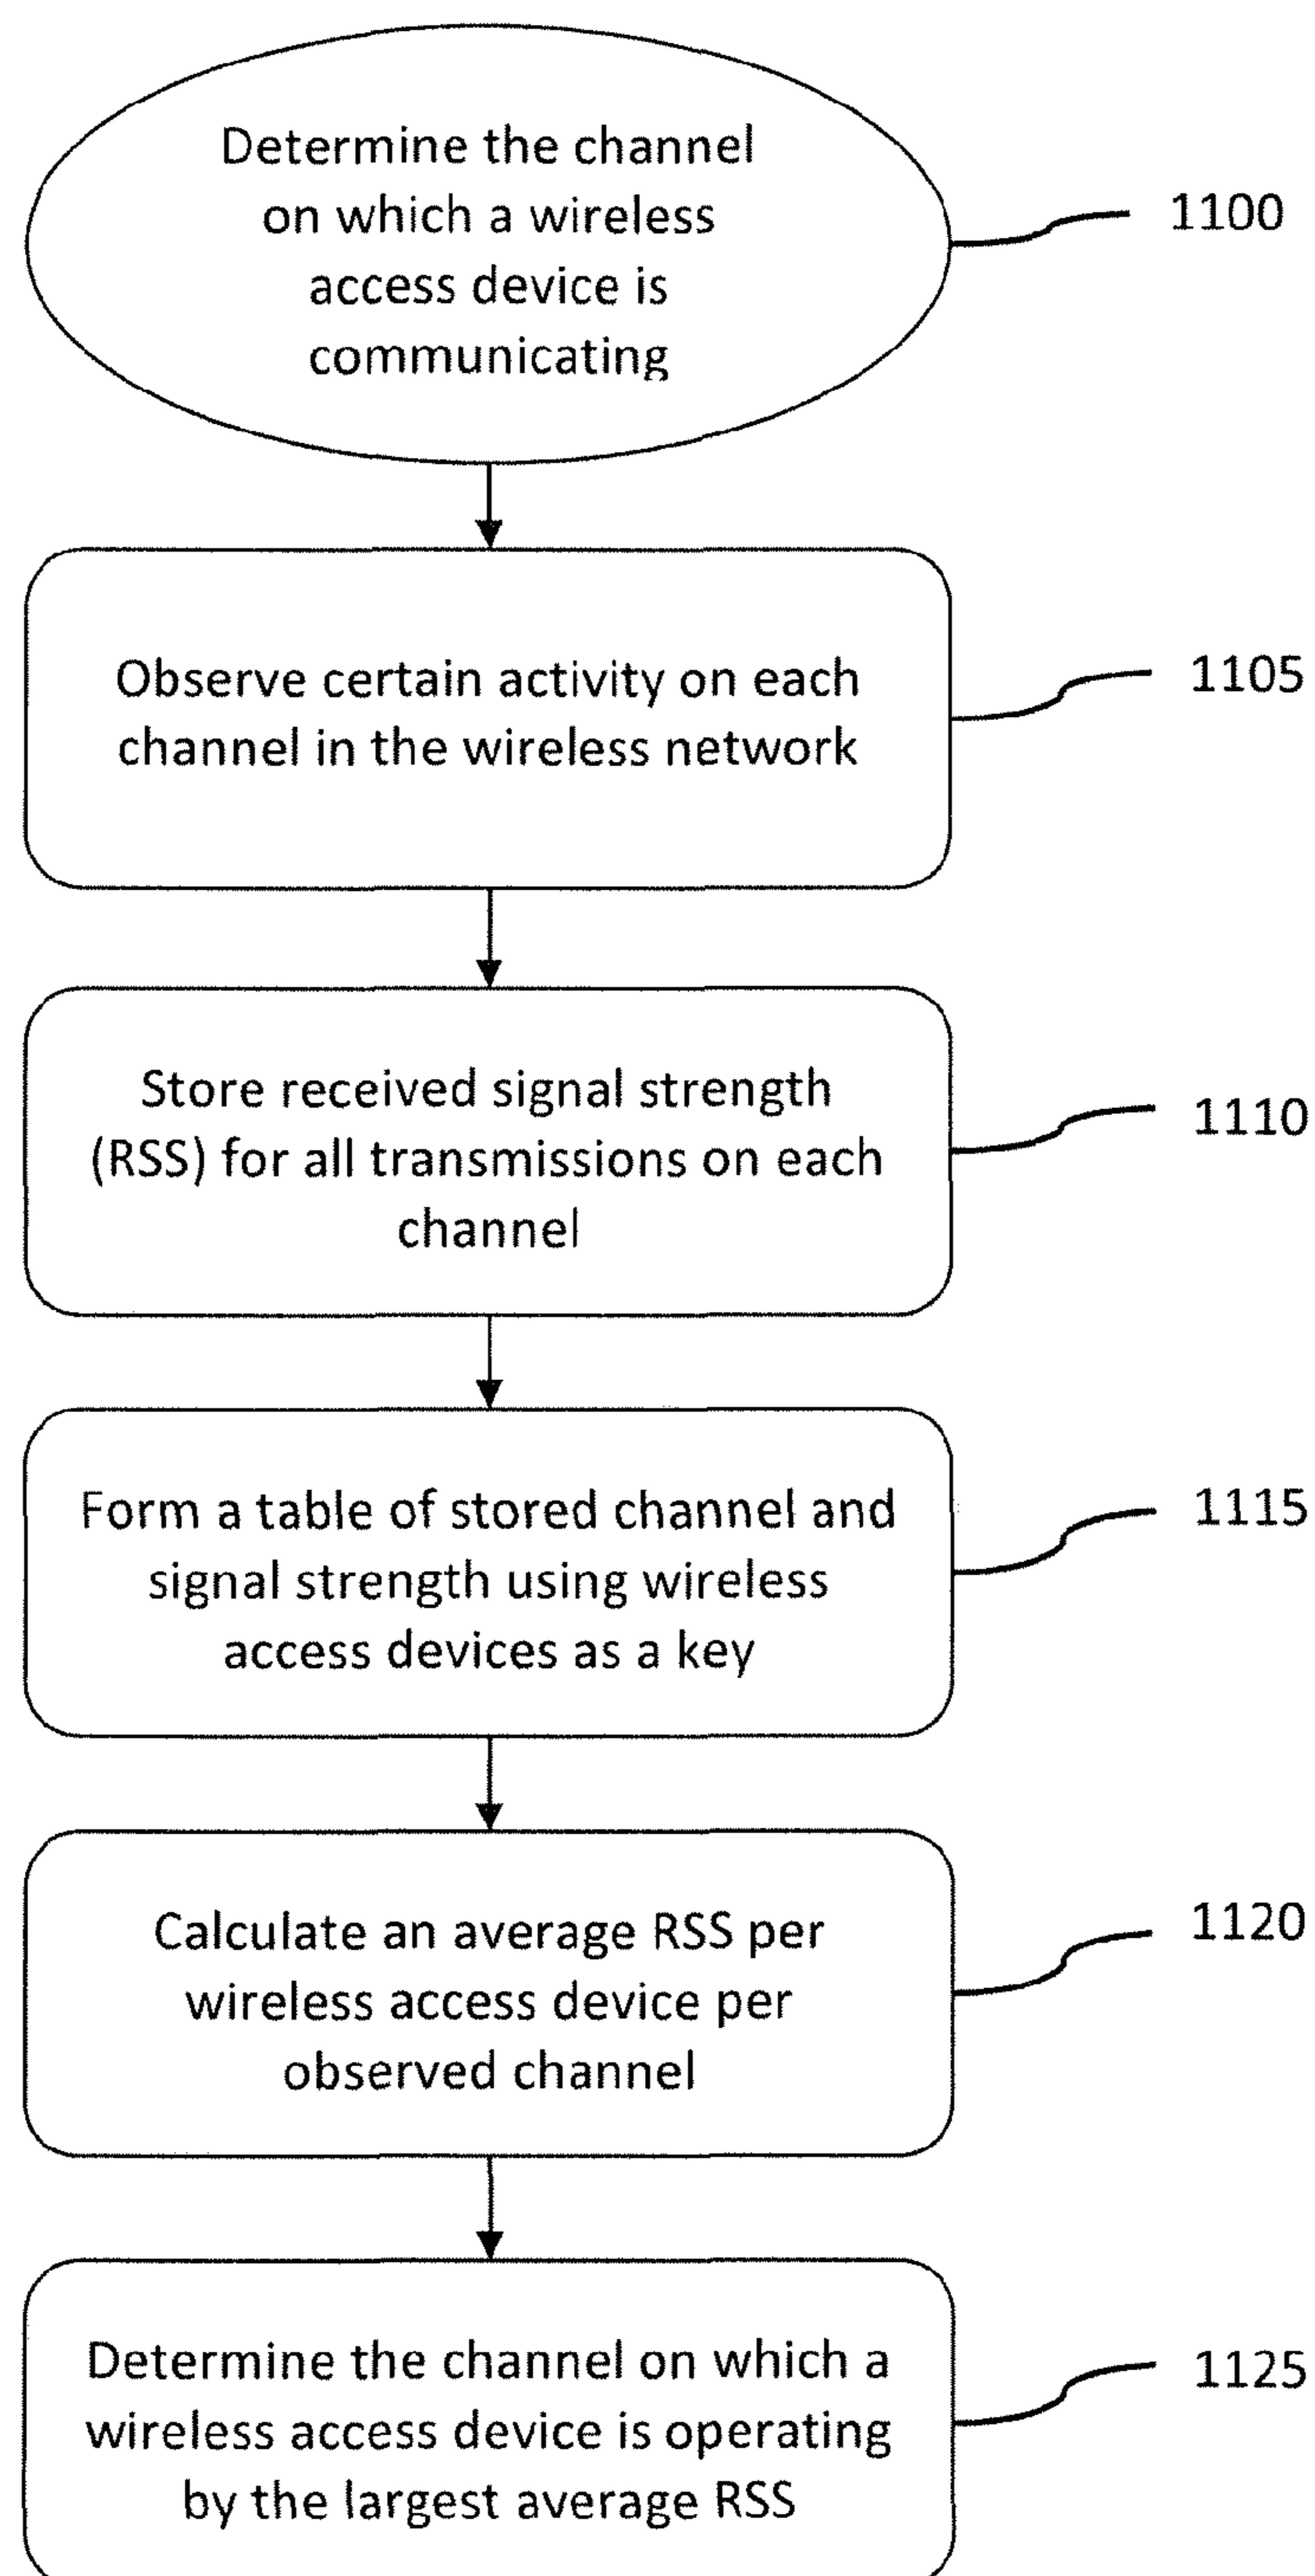 Determine the channel
on which a wireless
access device is
communicating
1100
Observe certain activity on each
channel in the wireless network
1105
Store received signal strength
(RSS) for all transmissions on each
channel
1110
Form a table of stored channel and
signal strength using wireless
access devices as a key
1115
Calculate an average RSS per
wireless access device per
observed channel
1120
Determine the channel on which a
wireless access device is operating
by the largest average RSS
1125